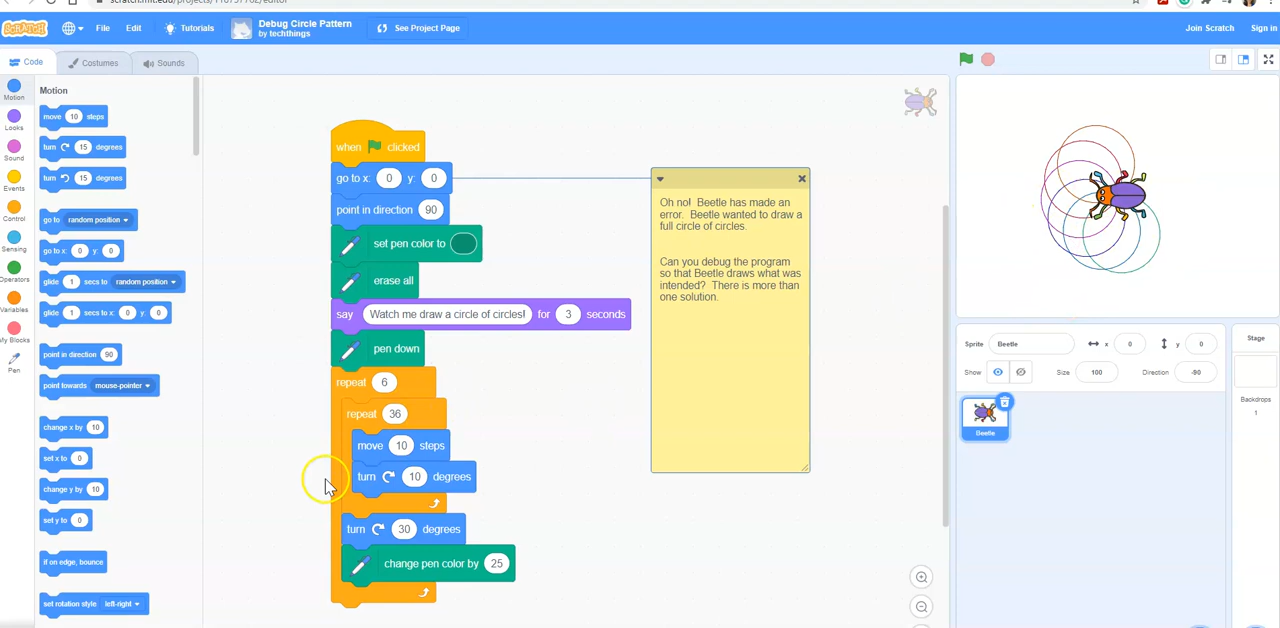 scratch.mit.edu/projects/116757762/editor
SCRATCH File Edit Tutorials Debug Circle Pattern by techthings See Project Page Join Scratch Sign in
Code Costumes Sounds
Motion
Looks
Sound
Events
Control
Sensing
Operators
Variables
My Blocks
Pen
Motion
move 10 steps
turn 15 degrees
turn 15 degrees
go to random position
go to x: 0 y: 0
glide 1 secs to random position
glide 1 secs to x: 0 y: 0
point in direction 90
point towards mouse-pointer
change x by 10
set x to 0
change y by 10
set y to 0
if on edge, bounce
set rotation style left-right
when clicked
go to x: 0 y: 0
point in direction 90
set pen color to
erase all
say Watch me draw a circle of circles! for 3 seconds
pen down
repeat 6
repeat 36
move 10 steps
turn 10 degrees
turn 30 degrees
change pen color by 25
Oh no! Beetle has made an
error. Beetle wanted to draw a
full circle of circles.
Can you debug the program
so that Beetle draws what was
intended? There is more than
one solution.
Sprite Beetle x 0 y 0
Show Size 100 Direction -90
Beetle
Stage
Backdrops
1